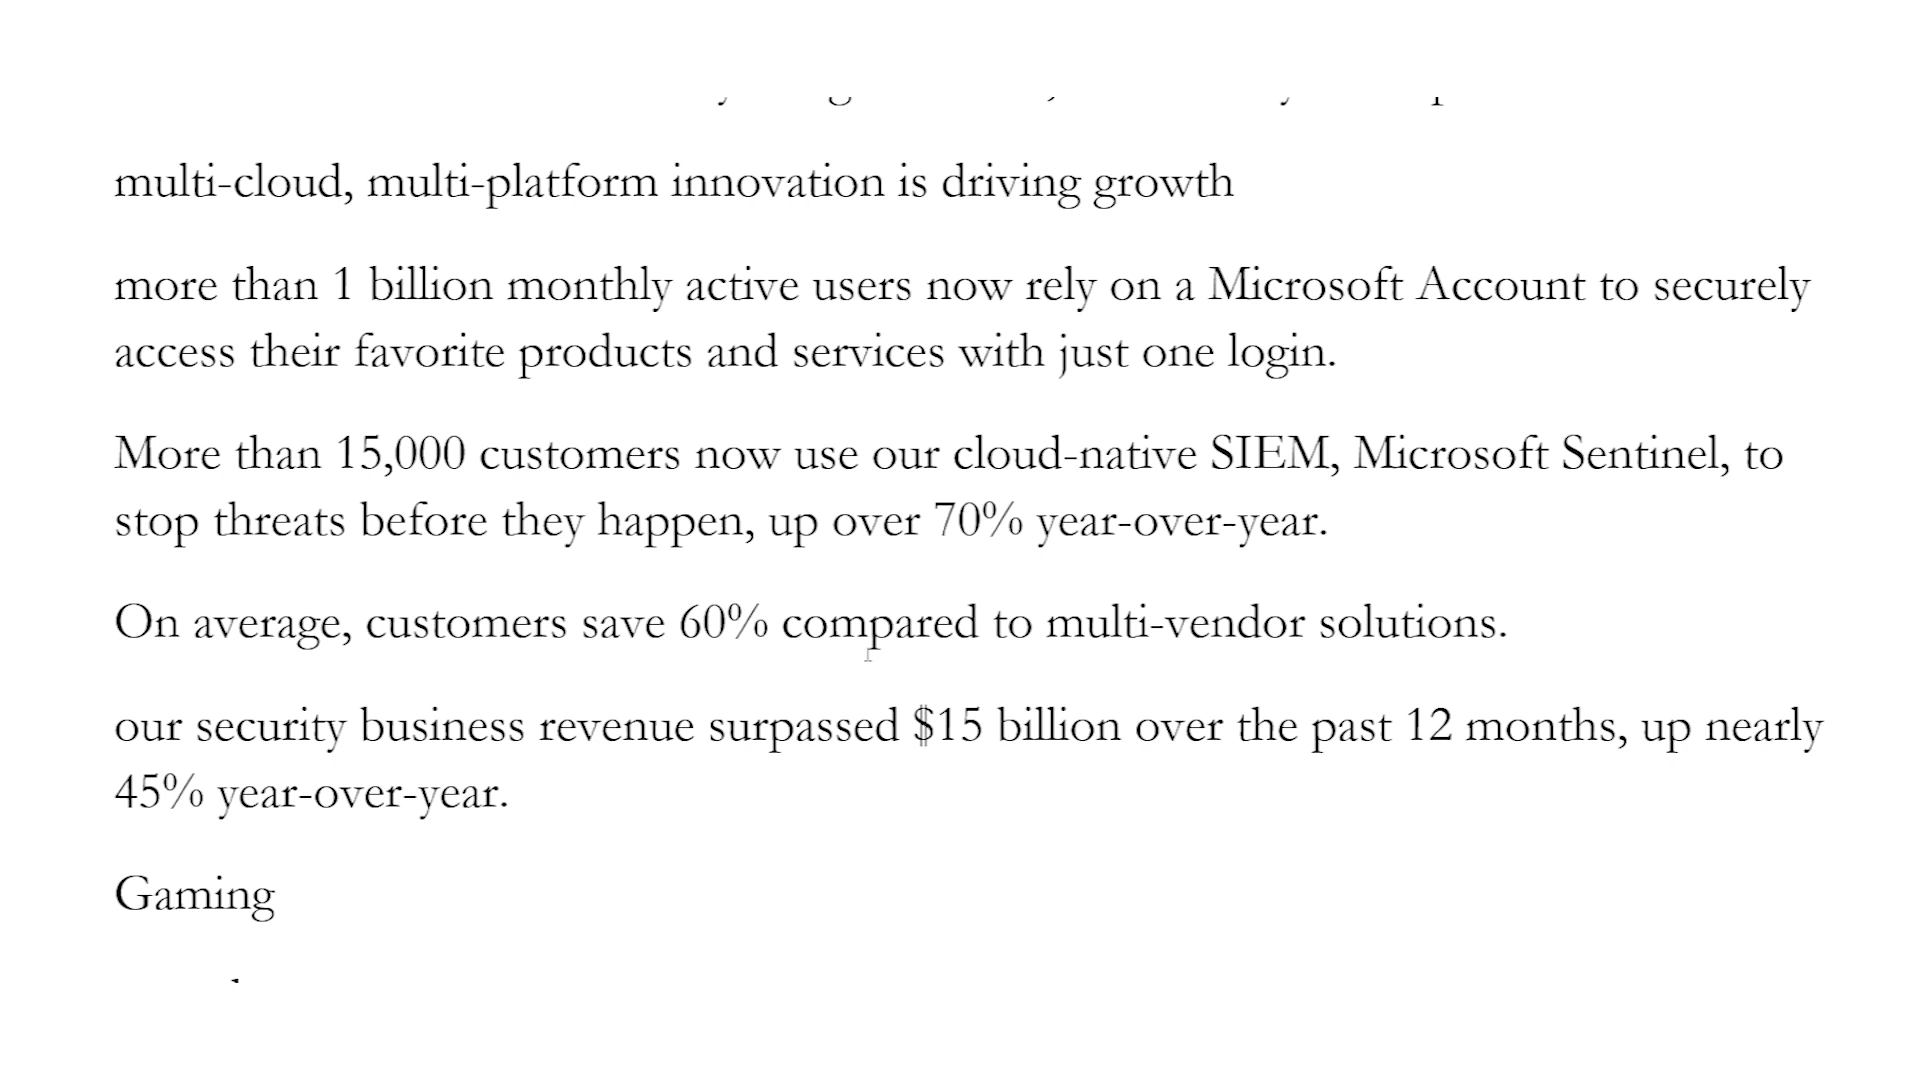 multi-cloud, multi-platform innovation is driving growth
more than 1 billion monthly active users now rely on a Microsoft Account to securely
access their favorite products and services with just one login.
More than 15,000 customers now use our cloud-native SIEM, Microsoft Sentinel, to
stop threats before they happen, up over 70% year-over-year.
On average, customers save 60% compared to multi-vendor solutions.
our security business revenue surpassed $15 billion over the past 12 months, up nearly
45% year-over-year.
Gaming